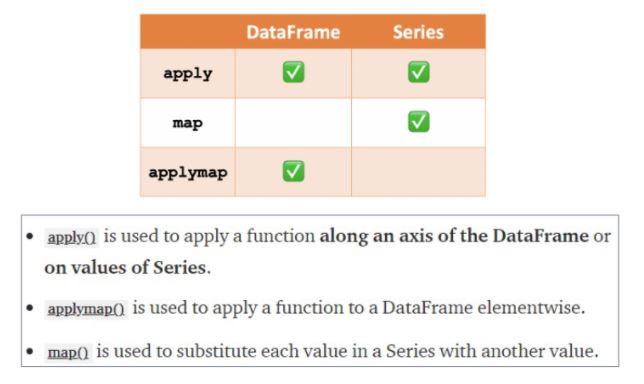 DataFrame Series
apply ✅ ✅
map ✅
applymap ✅
• apply() is used to apply a function along an axis of the DataFrame or
on values of Series.
• applymap() is used to apply a function to a DataFrame elementwise.
• map() is used to substitute each value in a Series with another value.